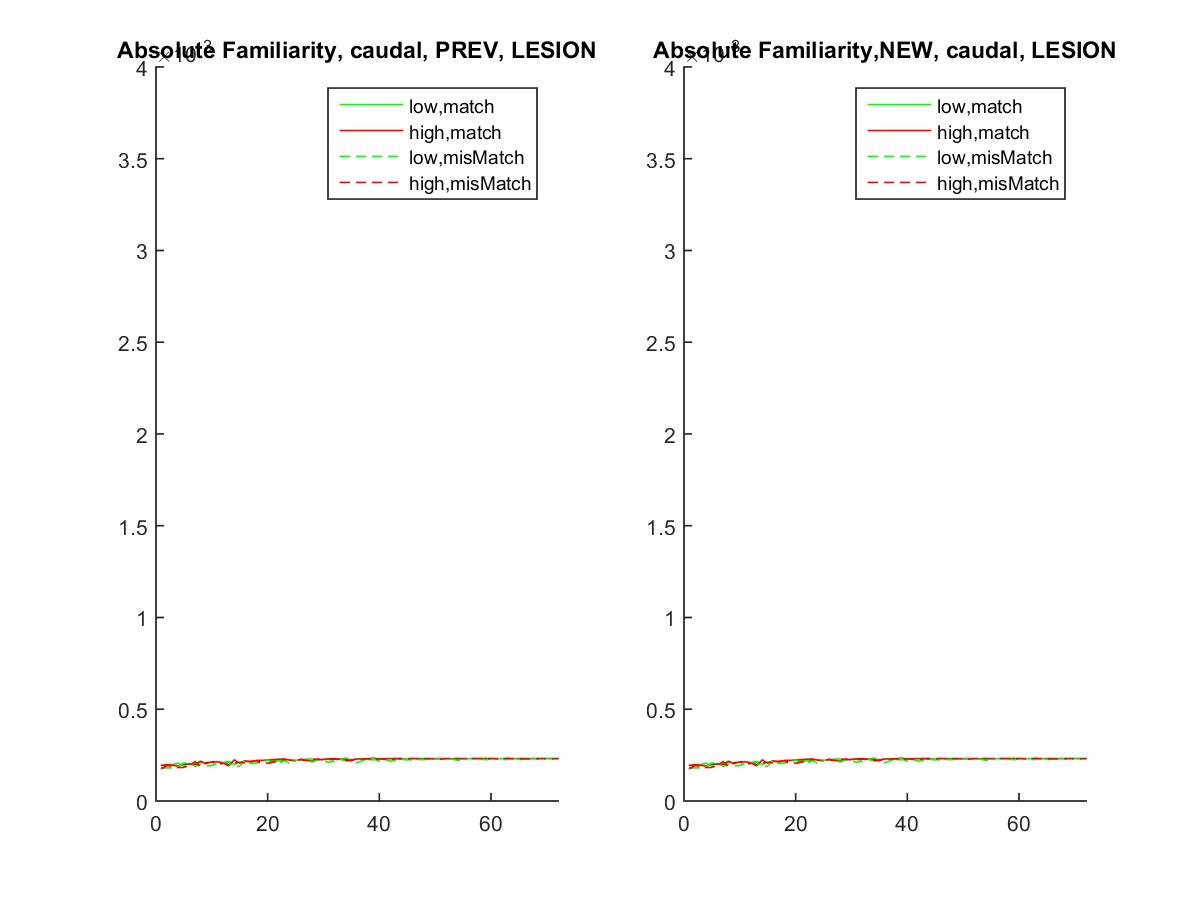 Absolute Familiarity, caudal, PREV, LESION
4
3.5
3
2.5
2
1.5
1
0.5
0
0 20 40 60
low,match
high,match
low,misMatch
high,misMatch
Absolute Familiarity,NEW, caudal, LESION
4
3.5
3
2.5
2
1.5
1
0.5
0
0 20 40 60
low,match
high,match
low,misMatch
high,misMatch